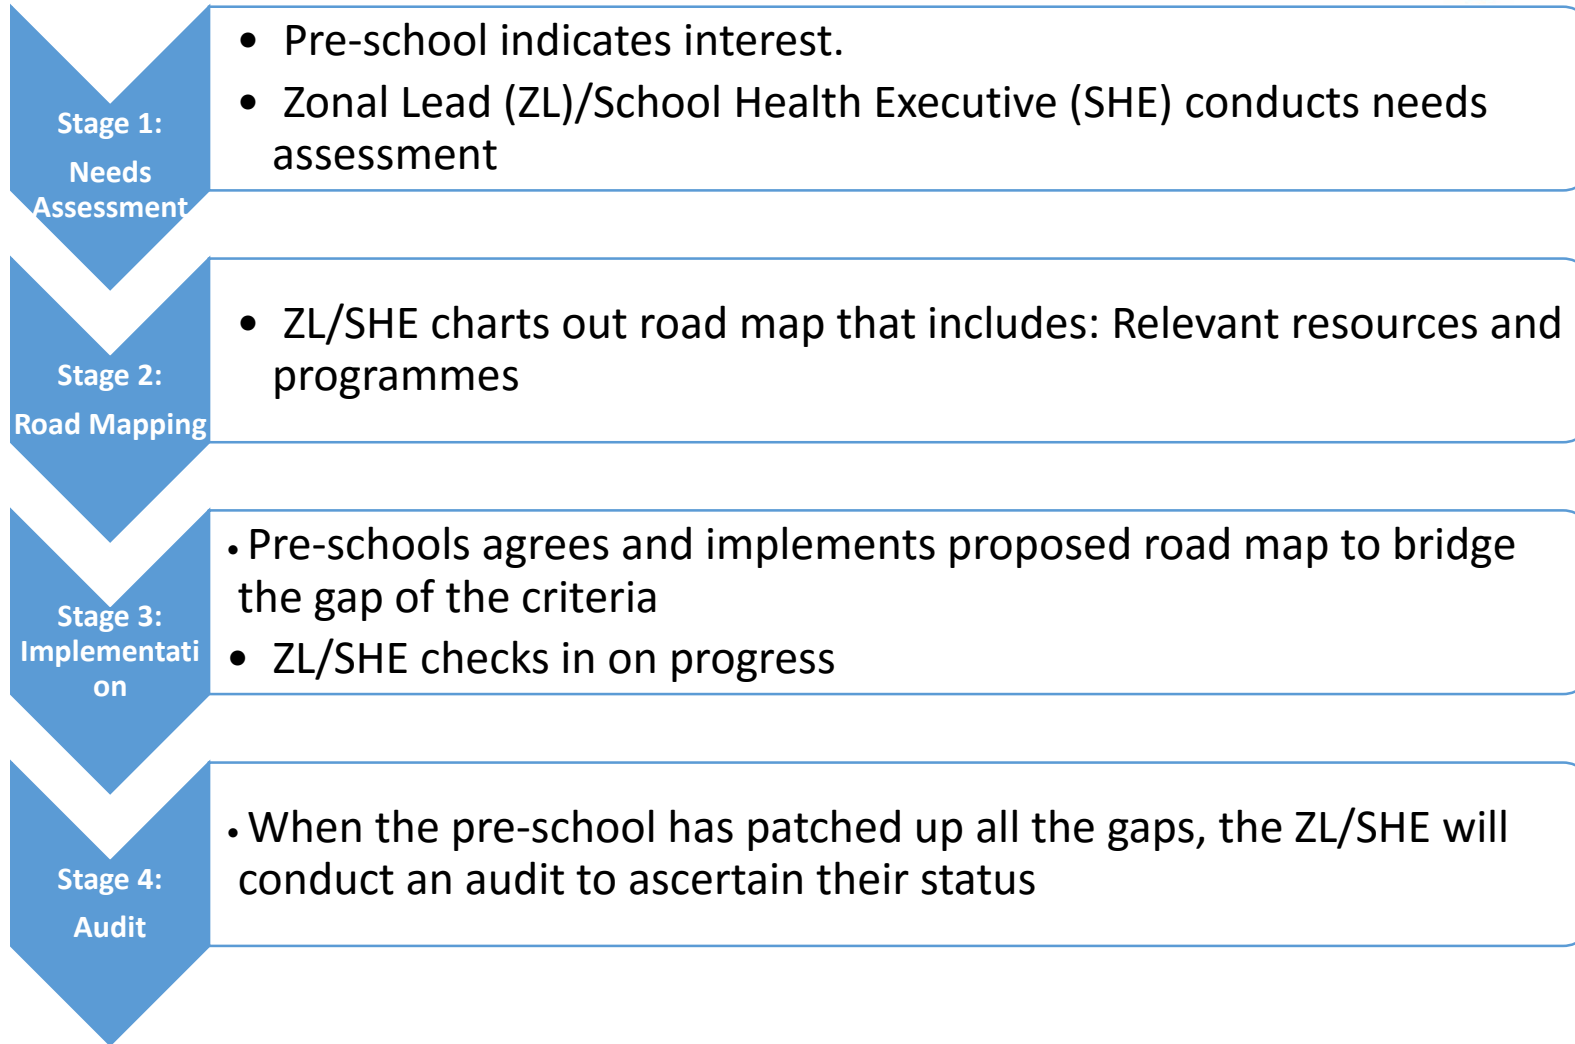 Stage 1:
Needs
Assessment
• Pre-school indicates interest.
• Zonal Lead (ZL)/School Health Executive (SHE) conducts needs
assessment
Stage 2:
Road Mapping
• ZL/SHE charts out road map that includes: Relevant resources and
programmes
Stage 3:
Implementati
on
• Pre-schools agrees and implements proposed road map to bridge
the gap of the criteria
• ZL/SHE checks in on progress
Stage 4:
Audit
• When the pre-school has patched up all the gaps, the ZL/SHE will
conduct an audit to ascertain their status